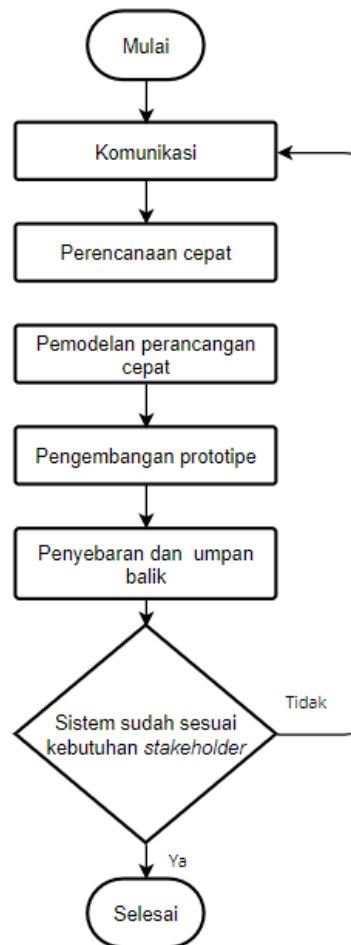 Mulai
Komunikasi
Perencanaan cepat
Pemodelan perancangan
cepat
Pengembangan prototipe
Penyebaran dan umpan
balik
Sistem sudah sesuai
kebutuhan stakeholder
Tidak
Ya
Selesai